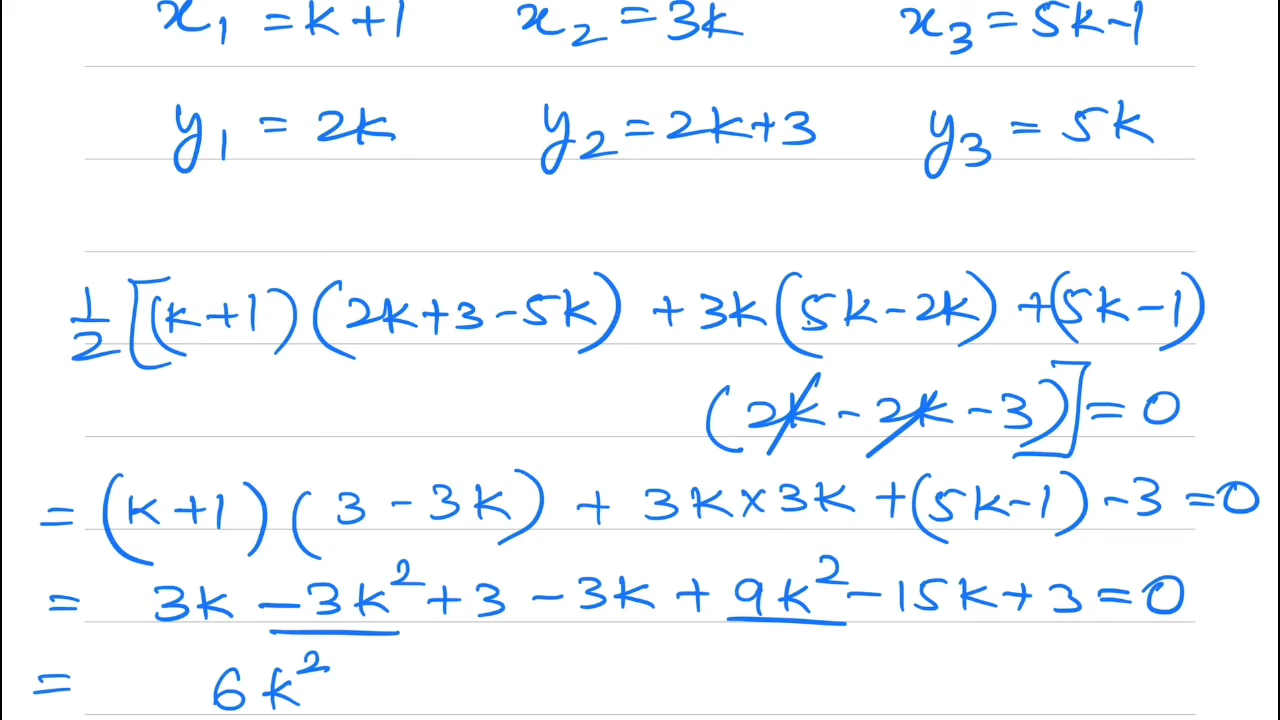 x₁ = k+1 x₂ = 3k x₃ = 5k-1
y₁ = 2k y₂ = 2k+3 y₃ = 5k
1/2 [(k+1)(2k+3-5k) + 3k(5k-2k) + (5k-1)
(2k - 2k - 3)] = 0
= (k+1)(3 - 3k) + 3k×3k + (5k-1) -3 = 0
= 3k - 3k² + 3 - 3k + 9k² - 15k + 3 = 0
= 6k²